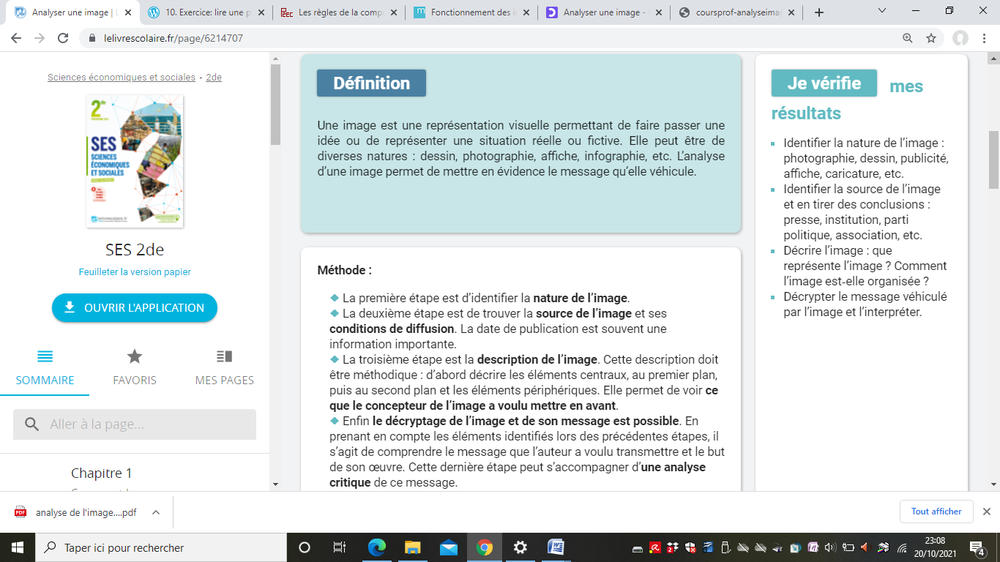 Analyser une image | L
10. Exercice: lire une p
Les règles de la compo
Fonctionnement des i
Analyser une image -
coursprof-analyseima
lelivrescolaire.fr/page/6214707
Sciences économiques et sociales - 2de
2de
SES
SCIENCES
ÉCONOMIQUES
ET SOCIALES
lelivrescolaire.fr
SES 2de
Feuilleter la version papier
OUVRIR L'APPLICATION
SOMMAIRE
FAVORIS
MES PAGES
Aller à la page...
Chapitre 1
Définition
Une image est une représentation visuelle permettant de faire passer une
idée ou de représenter une situation réelle ou fictive. Elle peut être de
diverses natures : dessin, photographie, affiche, infographie, etc. L’analyse
d’une image permet de mettre en évidence le message qu’elle véhicule.
Méthode :
◆ La première étape est d’identifier la nature de l’image.
◆ La deuxième étape est de trouver la source de l’image et ses
conditions de diffusion. La date de publication est souvent une
information importante.
◆ La troisième étape est la description de l’image. Cette description doit
être méthodique : d’abord décrire les éléments centraux, au premier plan,
puis au second plan et les éléments périphériques. Elle permet de voir ce
que le concepteur de l’image a voulu mettre en avant.
◆ Enfin le décryptage de l’image et de son message est possible. En
prenant en compte les éléments identifiés lors des précédentes étapes, il
s’agit de comprendre le message que l’auteur a voulu transmettre et le but
de son œuvre. Cette dernière étape peut s’accompagner d’une analyse
critique de ce message.
Je vérifie mes
résultats
Identifier la nature de l’image :
photographie, dessin, publicité,
affiche, caricature, etc.
Identifier la source de l’image
et en tirer des conclusions :
presse, institution, parti
politique, association, etc.
Décrire l’image : que
représente l’image ? Comment
l’image est-elle organisée ?
Décrypter le message véhiculé
par l’image et l’interpréter.
PDF
analyse de l'image....pdf
Tout afficher
Taper ici pour rechercher
23:08
20/10/2021
4